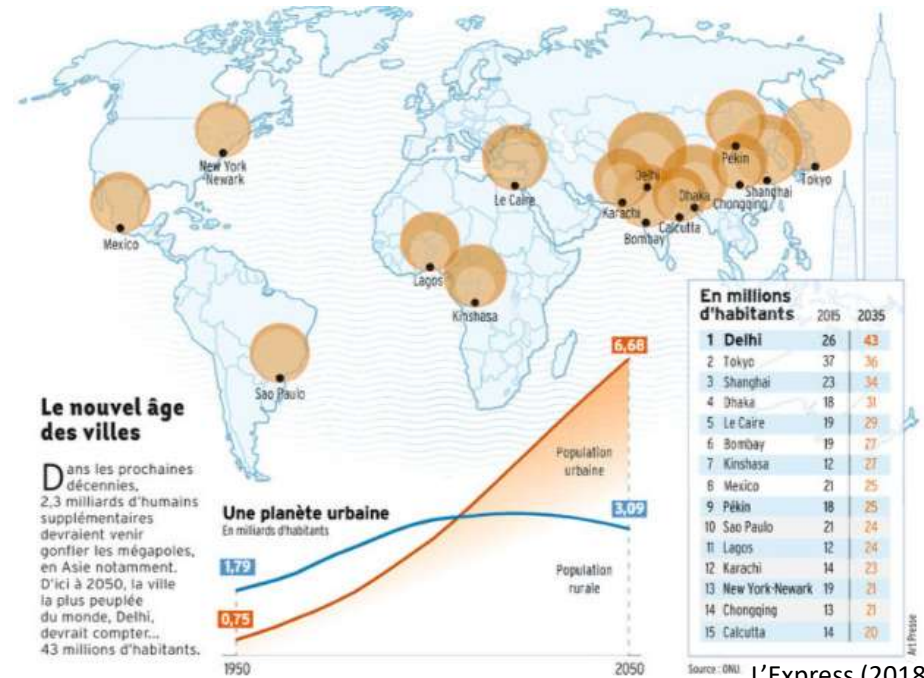 New York
Newark
Mexico
Sao Paulo
Lagos
Kinshasa
Le Caire
Karachi
Delhi
Bombay
Calcutta
Dhaka
Pékin
Chongqing
Shanghai
Tokyo
Le nouvel âge
des villes
Dans les prochaines
décennies,
2,3 milliards d'humains
supplémentaires
devraient venir
gonfler les mégapoles,
en Asie notamment.
D'ici à 2050, la ville
la plus peuplée
du monde, Delhi,
devrait compter...
43 millions d'habitants.
Une planète urbaine
En milliards d'habitants
1,79
0,75
6,68
3,09
Population
urbaine
Population
rurale
1950
2050
En millions
d'habitants 2015 2035
1 Delhi 26 43
2 Tokyo 37 36
3 Shanghai 23 34
4 Dhaka 18 31
5 Le Caire 19 29
6 Bombay 19 27
7 Kinshasa 12 27
8 Mexico 21 25
9 Pékin 18 25
10 Sao Paulo 21 24
11 Lagos 12 24
12 Karachi 14 23
13 New York-Newark 19 21
14 Chongqing 13 21
15 Calcutta 14 20
Art Presse
Source : ONU.
L'Express (2018